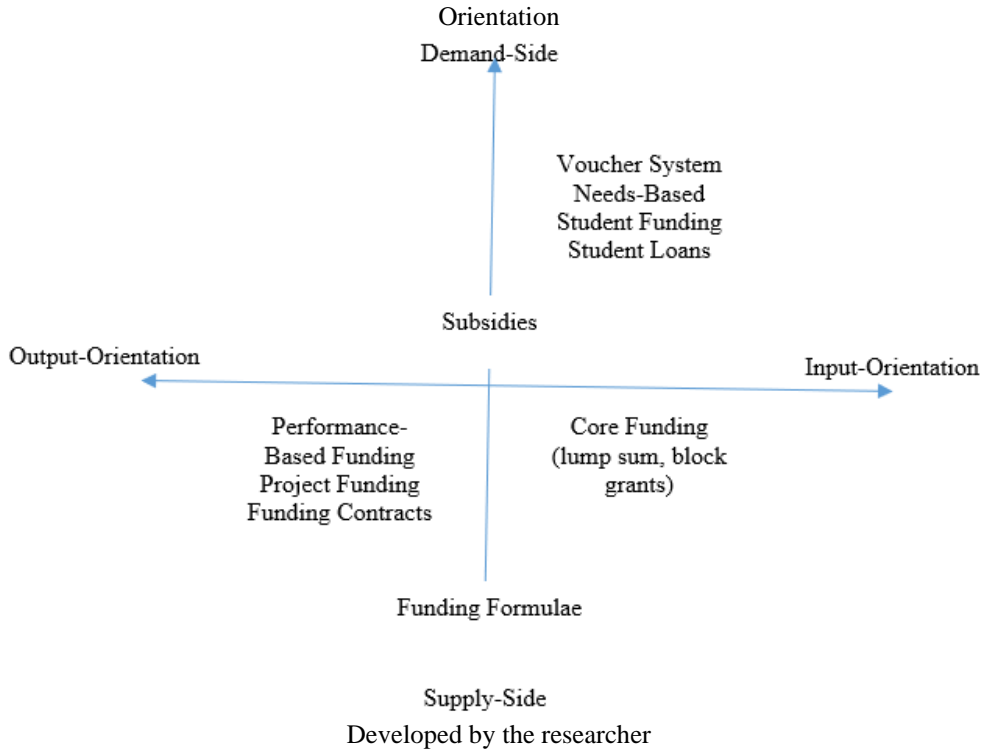 Orientation
Demand-Side
Voucher System
Needs-Based
Student Funding
Student Loans
Subsidies
Output-Orientation
Input-Orientation
Performance-
Based Funding
Project Funding
Funding Contracts
Core Funding
(lump sum, block
grants)
Funding Formulae
Supply-Side
Developed by the researcher